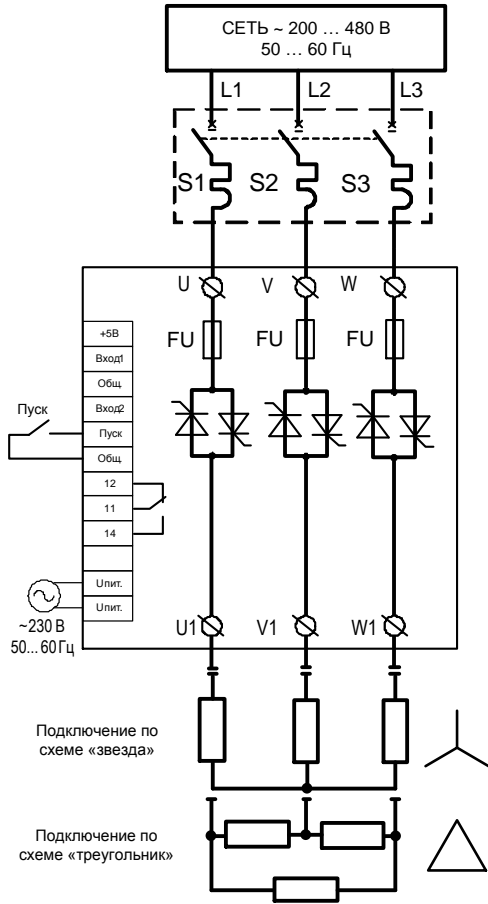 СЕТЬ ~ 200 ... 480 В
50 ... 60 Гц
L1 L2 L3
S1 S2 S3
U V W
FU FU FU
+5В
Вход1
Общ.
Вход2
Пуск
Пуск
Общ.
12
11
14
Uпит.
Uпит.
~230 В
50... 60 Гц
U1 V1 W1
Подключение по
схеме «звезда»
Подключение по
схеме «треугольник»